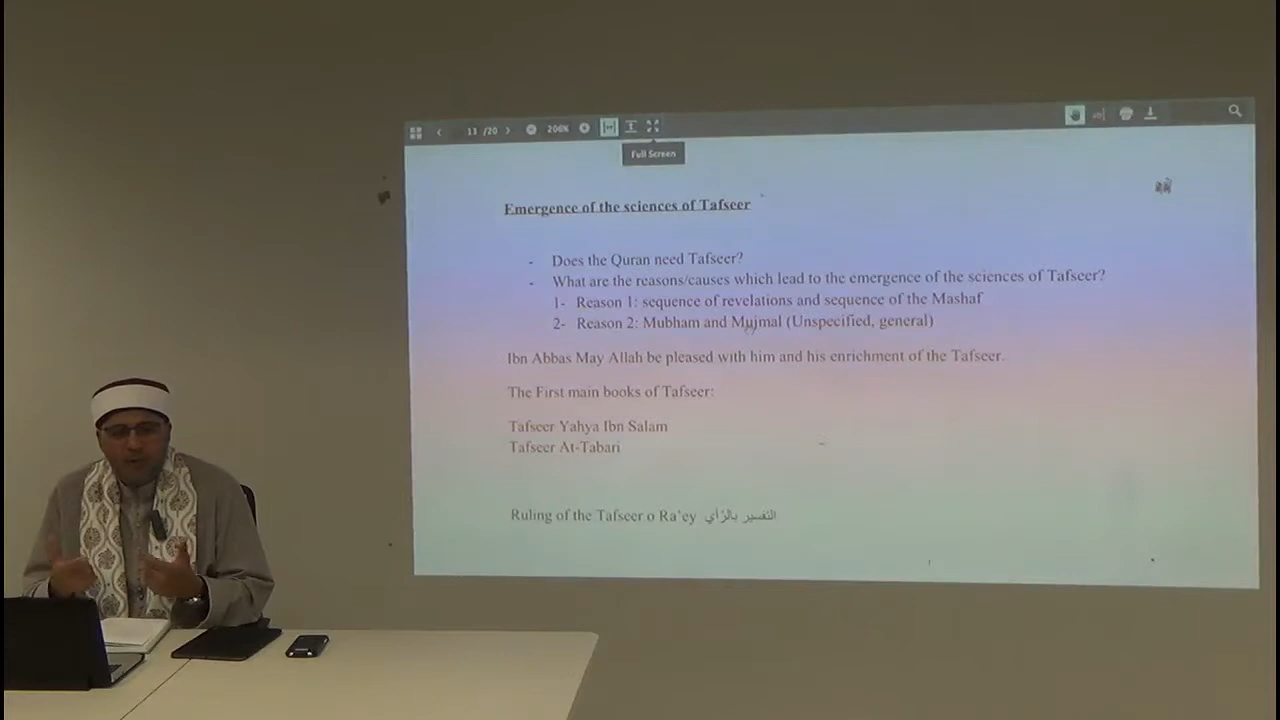 13 /20
206%
Full Screen
Emergence of the sciences of Tafseer
- Does the Quran need Tafseer?
- What are the reasons/causes which lead to the emergence of the sciences of Tafseer?
1- Reason 1: sequence of revelations and sequence of the Mashaf
2- Reason 2: Mubham and Mujmal (Unspecified, general)
Ibn Abbas May Allah be pleased with him and his enrichment of the Tafseer.
The First main books of Tafseer:
Tafseer Yahya Ibn Salam
Tafseer At-Tabari
Ruling of the Tafseer o Ra'ey التفسير بالرّأي